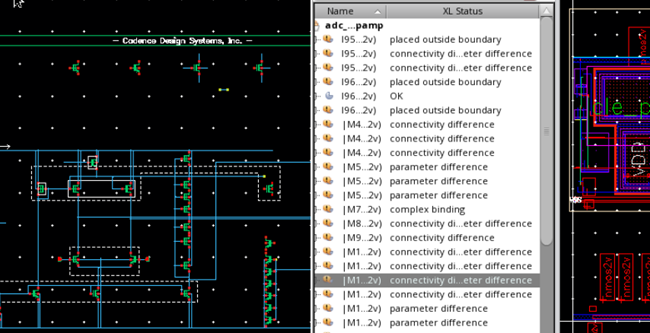 — Cadence Design Systems, Inc. —
Name XL Status
adc_...pamp
I95...2v) placed outside boundary
I95...2v) connectivity di...eter difference
I95...2v) connectivity di...eter difference
I96...2v) placed outside boundary
I96...2v) OK
I96...2v) placed outside boundary
|M4...2v) connectivity difference
|M4...2v) connectivity difference
|M4...2v) connectivity difference
|M5...2v) parameter difference
|M5...2v) parameter difference
|M5...2v) parameter difference
|M7...2v) complex binding
|M8...2v) connectivity di...eter difference
|M9...2v) connectivity difference
|M1...2v) connectivity di...eter difference
|M1...2v) connectivity di...eter difference
|M1...2v) connectivity di...eter difference
|M1...2v) connectivity di...eter difference
|M1...2v) parameter difference
|M1...2v) parameter difference
VDD
nmos2v
nmos2v